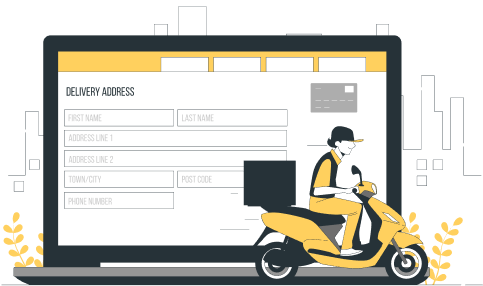 DELIVERY ADDRESS
FIRST NAME
LAST NAME
ADDRESS LINE 1
ADDRESS LINE 2
TOWN/CITY
POST CODE
PHONE NUMBER